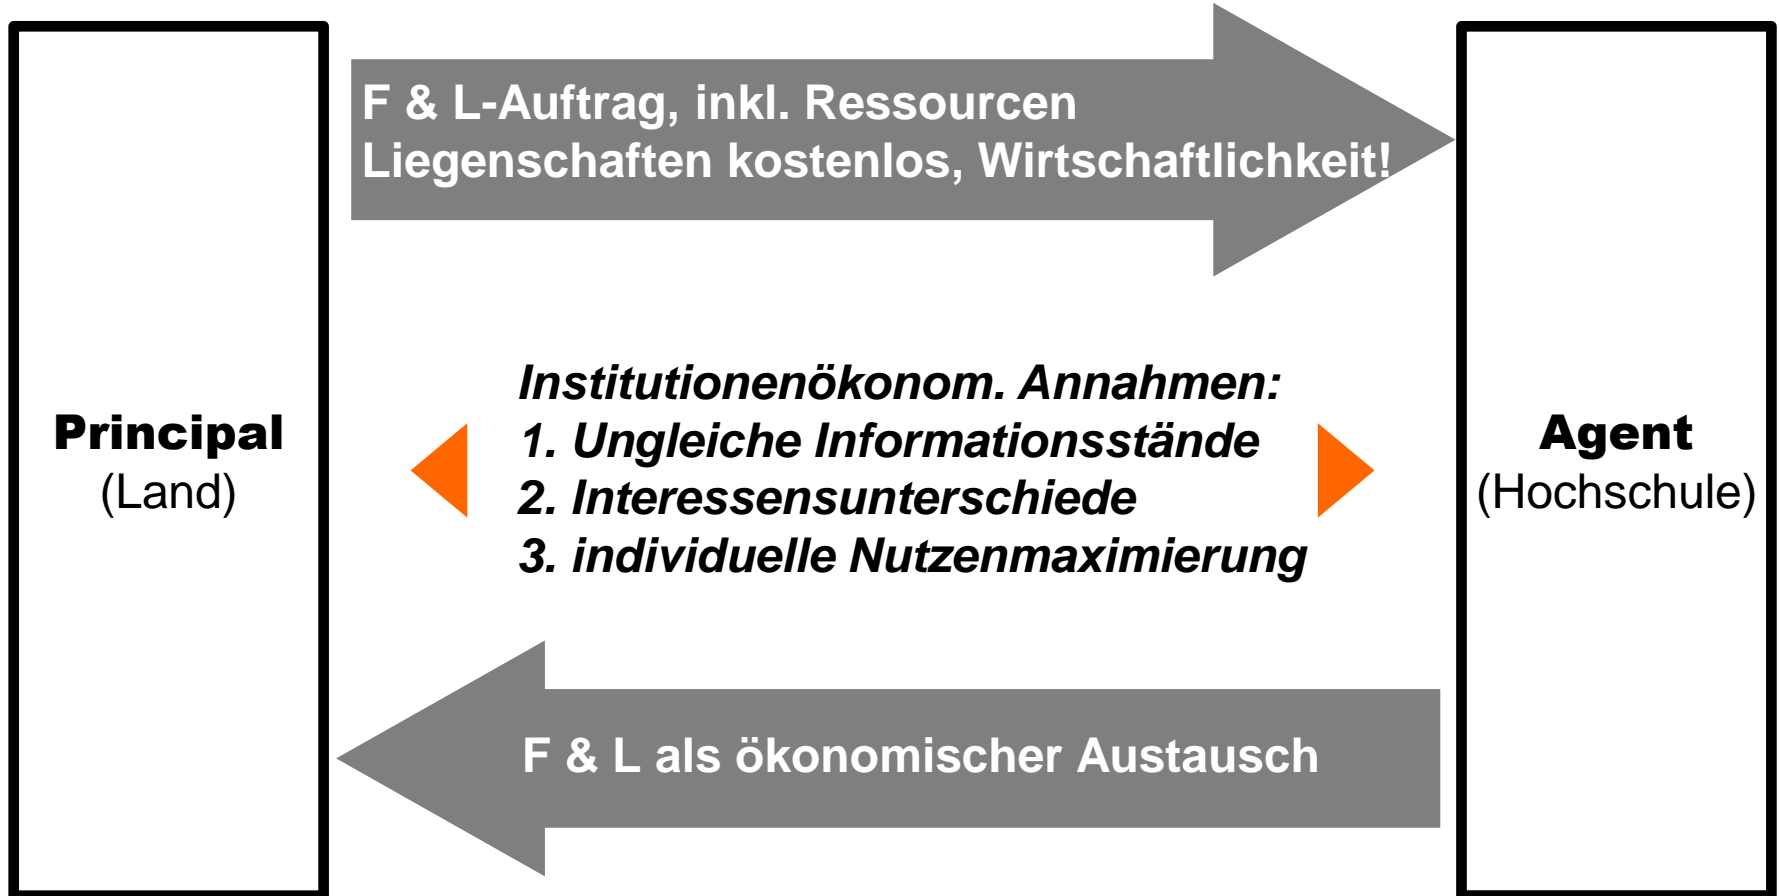 F & L-Auftrag, inkl. Ressourcen
Liegenschaften kostenlos, Wirtschaftlichkeit!
Principal
(Land)
Institutionenökonom. Annahmen:
1. Ungleiche Informationsstände
2. Interessensunterschiede
3. individuelle Nutzenmaximierung
Agent
(Hochschule)
F & L als ökonomischer Austausch